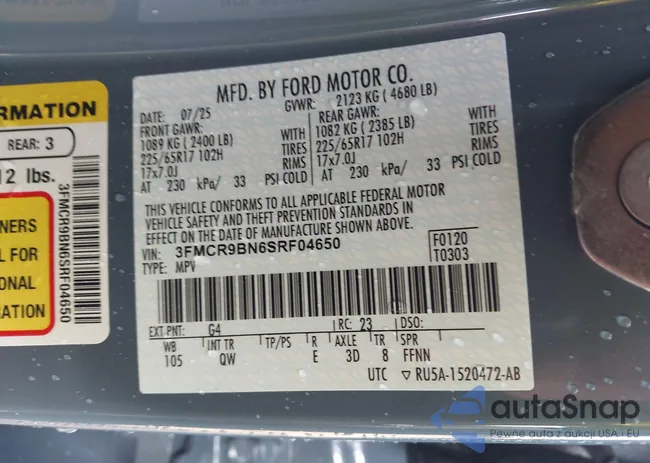 MFD. BY FORD MOTOR CO.
DATE: 07/25 GVWR: 2123 KG ( 4680 LB)
FRONT GAWR: REAR GAWR:
1089 KG ( 2400 LB) WITH 1082 KG ( 2385 LB) WITH
225/65R17 102H TIRES 225/65R17 102H TIRES
17x7.0J RIMS 17x7.0J RIMS
AT 230 kPa/ 33 PSI COLD AT 230 kPa/ 33 PSI COLD
THIS VEHICLE CONFORMS TO ALL APPLICABLE FEDERAL MOTOR
VEHICLE SAFETY AND THEFT PREVENTION STANDARDS IN
EFFECT ON THE DATE OF MANUFACTURE SHOWN ABOVE.
VIN: 3FMCR9BN6SRF04650 F0120
TYPE: MPV T0303
EXT PNT: G4 RC: 23 DSO:
WB INT TR TP/PS R AXLE TR SPR
105 QW E 3D 8 FFNN
UTC ▽ RU5A-1520472-AB
ORMATION
REAR: 3
12 lbs.
3FMCR9BN6SRF04650
NERS
L FOR
ONAL
CATION
autaSnap
Pewne auta z aukcji USA i EU